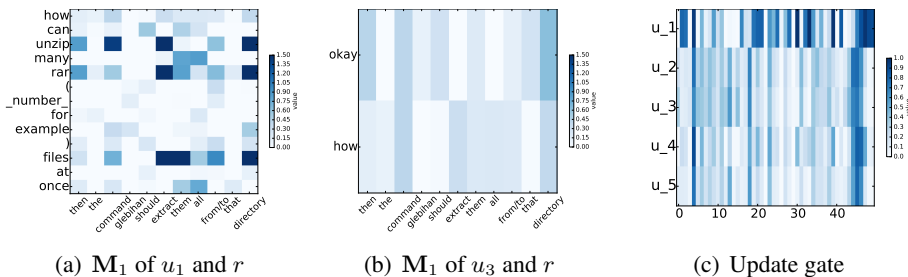 how
can
unzip
many
rar
(
_number_
for
example
)
files
at
once
then
the
command
glebihan
should
extract
them
all
from/to
that
directory
1.50
1.35
1.20
1.05
0.90
0.75
0.60
0.45
0.30
0.15
0.00
value
(a) M1 of u1 and r
okay
how
then
the
command
glebihan
should
extract
them
all
from/to
that
directory
1.50
1.35
1.20
1.05
0.90
0.75
0.60
0.45
0.30
0.15
0.00
value
(b) M1 of u3 and r
u_1
u_2
u_3
u_4
u_5
0 10 20 30 40
1.0
0.9
0.8
0.7
0.6
0.5
0.4
0.3
0.2
0.1
0.0
value
(c) Update gate